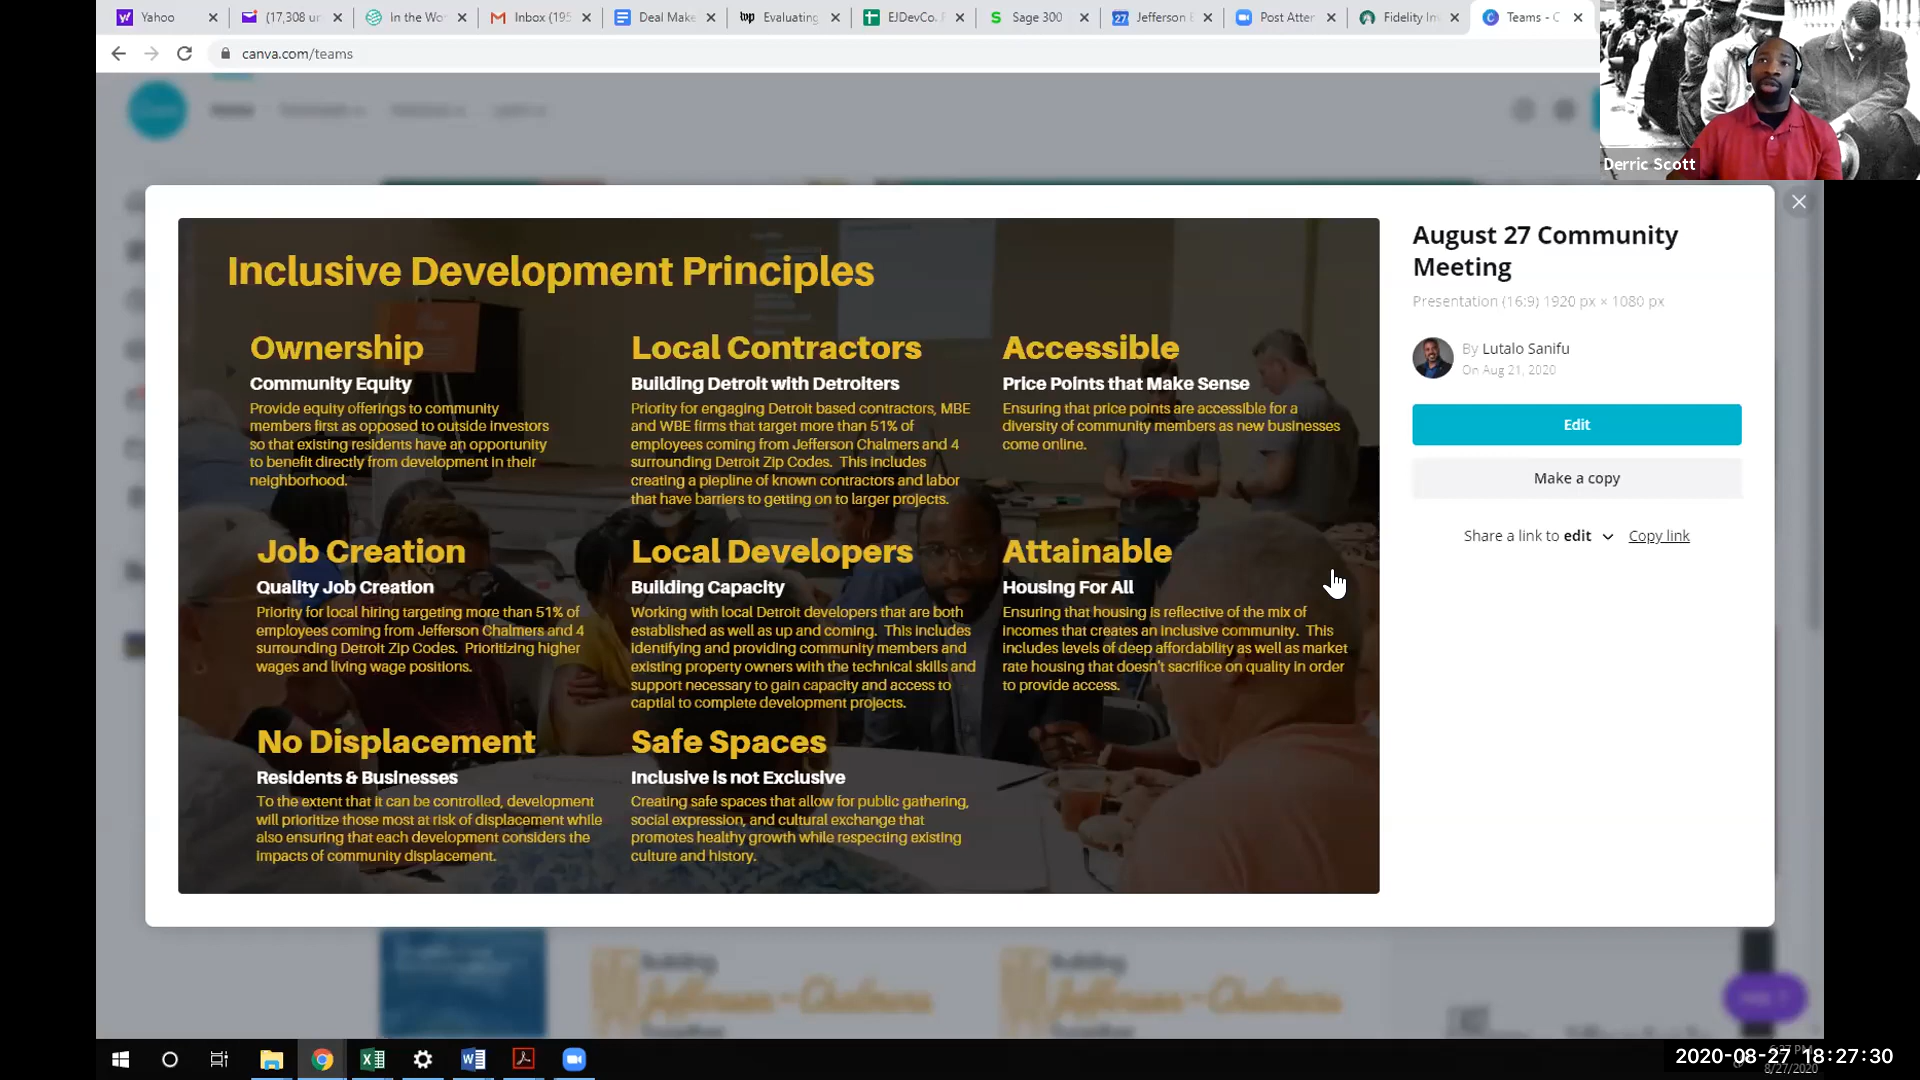 Yahoo
(17,308 u
In the Wo
Inbox (195
Deal Make
Evaluating
EJDevCo.
Sage 300
27
Jefferson E
Post Atter
Fidelity In
Teams - C
canva.com/teams
Derric Scott
Inclusive Development Principles
Ownership
Community Equity
Provide equity offerings to community
members first as opposed to outside investors
so that existing residents have an opportunity
to benefit directly from development in their
neighborhood.
Local Contractors
Building Detroit with Detroiters
Priority for engaging Detroit based contractors, MBE
and WBE firms that target more than 51% of
employees coming from Jefferson Chalmers and 4
surrounding Detroit Zip Codes. This includes
creating a piepline of known contractors and labor
that have barriers to getting on to larger projects.
Accessible
Price Points that Make Sense
Ensuring that price points are accessible for a
diversity of community members as new businesses
come online.
Job Creation
Quality Job Creation
Priority for local hiring targeting more than 51% of
employees coming from Jefferson Chalmers and 4
surrounding Detroit Zip Codes. Prioritizing higher
wages and living wage positions.
Local Developers
Building Capacity
Working with local Detroit developers that are both
established as well as up and coming. This includes
identifying and providing community members and
existing property owners with the technical skills and
support necessary to gain capacity and access to
captial to complete development projects.
Attainable
Housing For All
Ensuring that housing is reflective of the mix of
incomes that creates an inclusive community. This
includes levels of deep affordability as well as market
rate housing that doesn't sacrifice on quality in order
to provide access.
No Displacement
Residents & Businesses
To the extent that it can be controlled, development
will prioritize those most at risk of displacement while
also ensuring that each development considers the
impacts of community displacement.
Safe Spaces
Inclusive is not Exclusive
Creating safe spaces that allow for public gathering,
social expression, and cultural exchange that
promotes healthy growth while respecting existing
culture and history.
August 27 Community
Meeting
Presentation (16:9) 1920 px × 1080 px
By Lutalo Sanifu
On Aug 21, 2020
Edit
Make a copy
Share a link to edit
Copy link
Building
Jefferson-Chalmers
Together
Building
Jefferson-Chalmers
Together
2020-08-27 18:27:30
8/27/2020